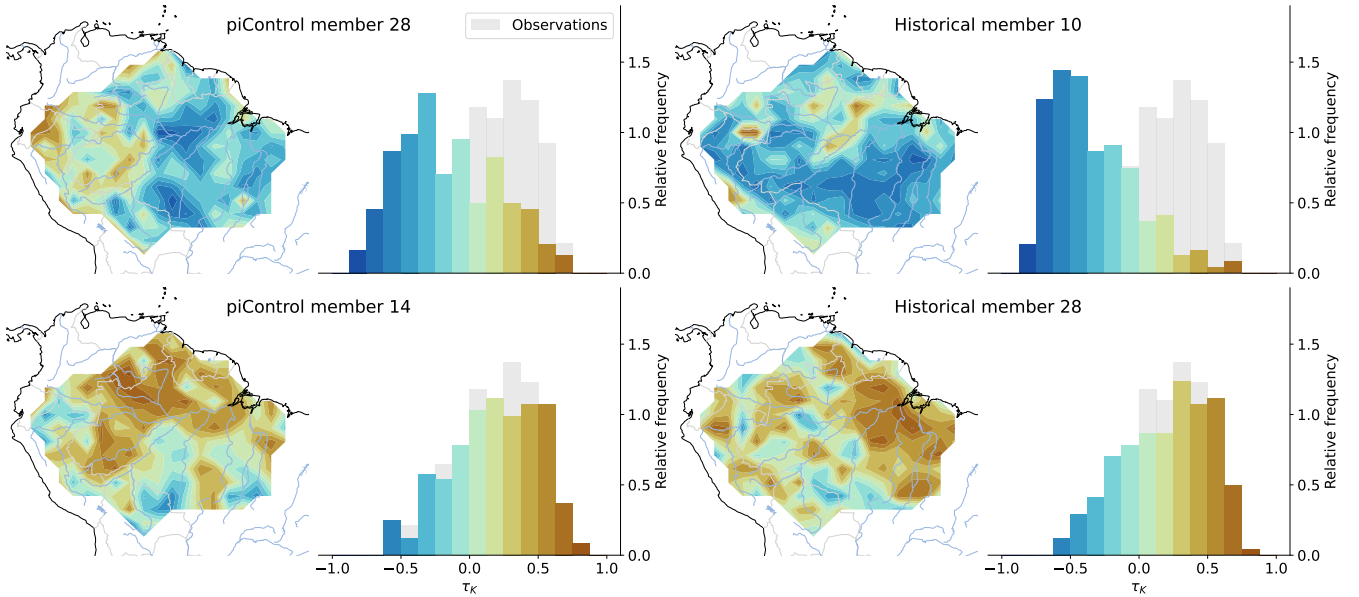 piControl member 28
Observations
1.5
1.0
0.5
0.0
Relative frequency
Historical member 10
1.5
1.0
0.5
0.0
Relative frequency
piControl member 14
1.5
1.0
0.5
0.0
Relative frequency
−1.0 −0.5 0.0 0.5 1.0
τK
Historical member 28
1.5
1.0
0.5
0.0
Relative frequency
−1.0 −0.5 0.0 0.5 1.0
τK